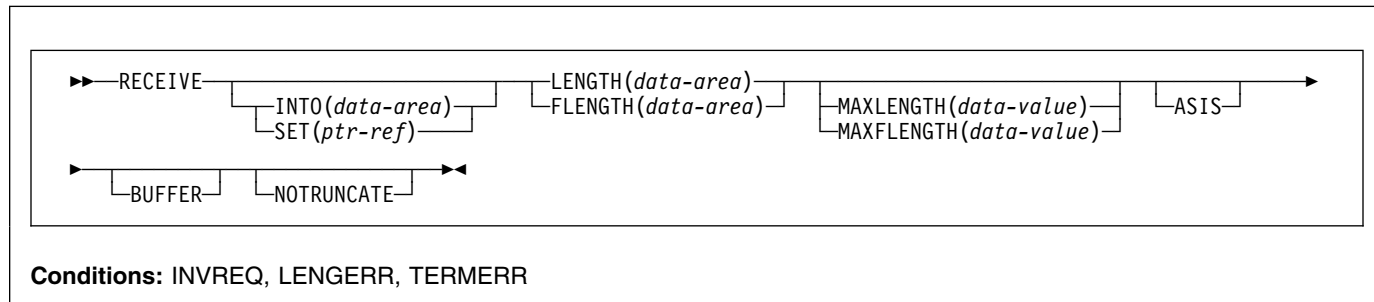 RECEIVE LENGTH(data-area)
INTO(data-area) FLENGTH(data-area) MAXLENGTH(data-value) ASIS
SET(ptr-ref) MAXFLENGTH(data-value)
BUFFER NOTRUNCATE
Conditions: INVREQ, LENGERR, TERMERR